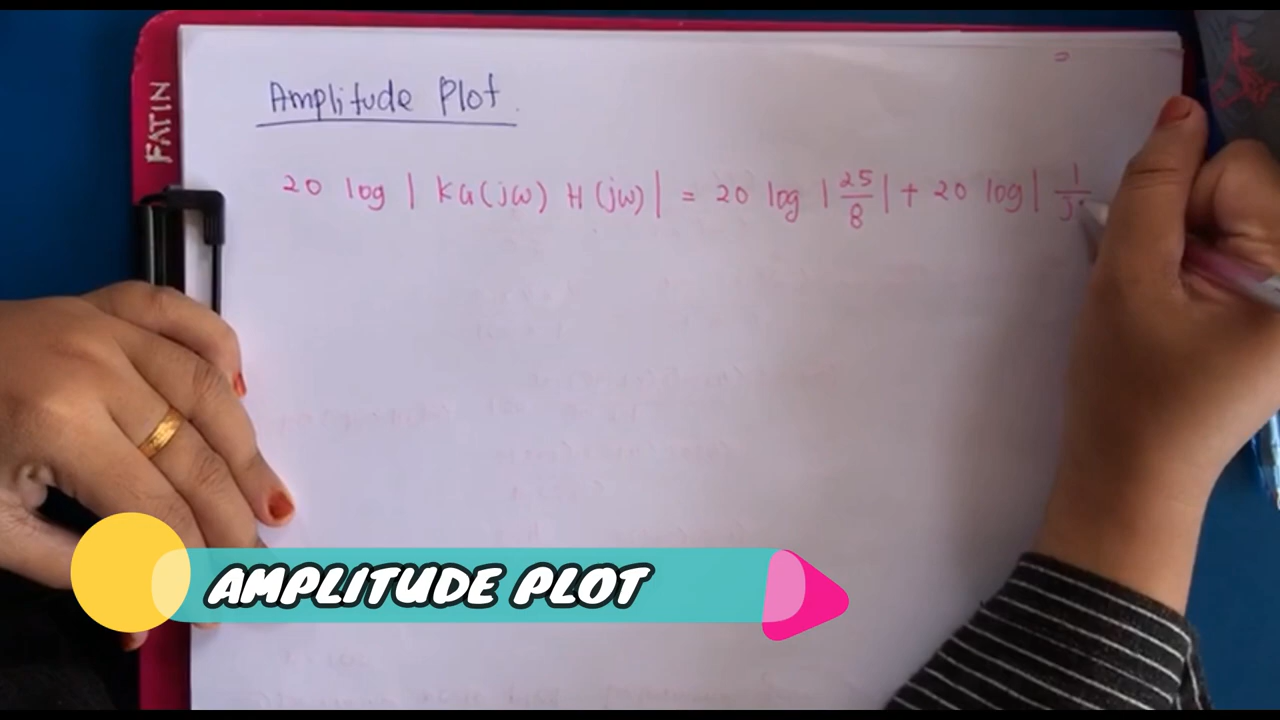 FATIN
Amplitude Plot.
20 log | KG(jω) H(jω)| = 20 log |25/8| + 20 log| 1/j
AMPLITUDE PLOT